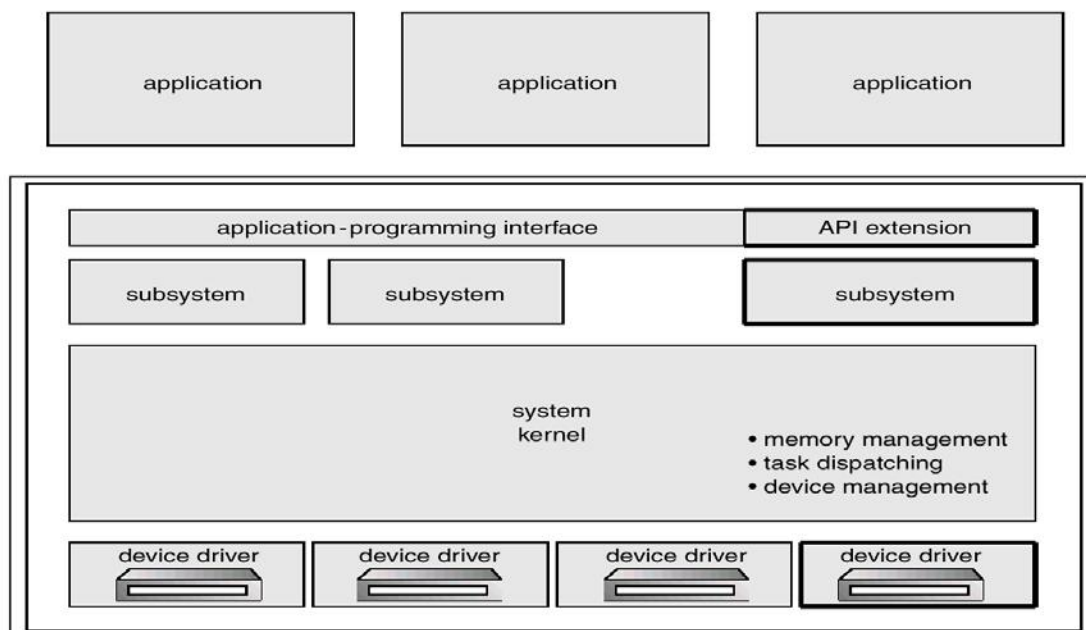 application
application
application
application-programming interface
API extension
subsystem
subsystem
subsystem
system
kernel
• memory management
• task dispatching
• device management
device driver
device driver
device driver
device driver